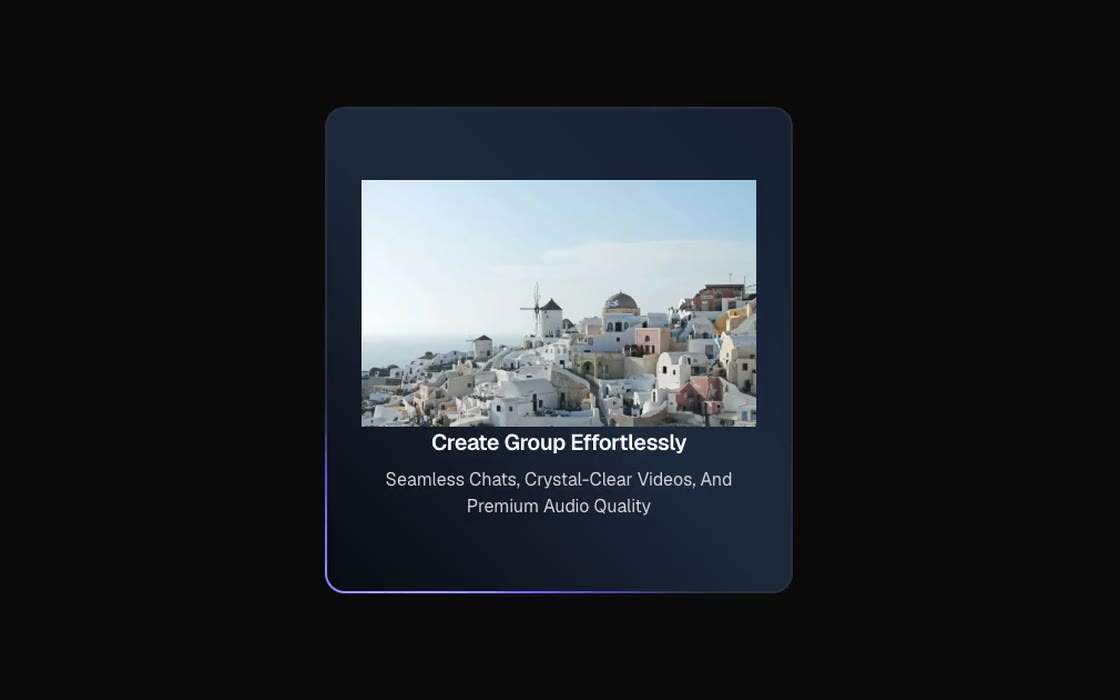 Create Group Effortlessly
Seamless Chats, Crystal-Clear Videos, And
Premium Audio Quality